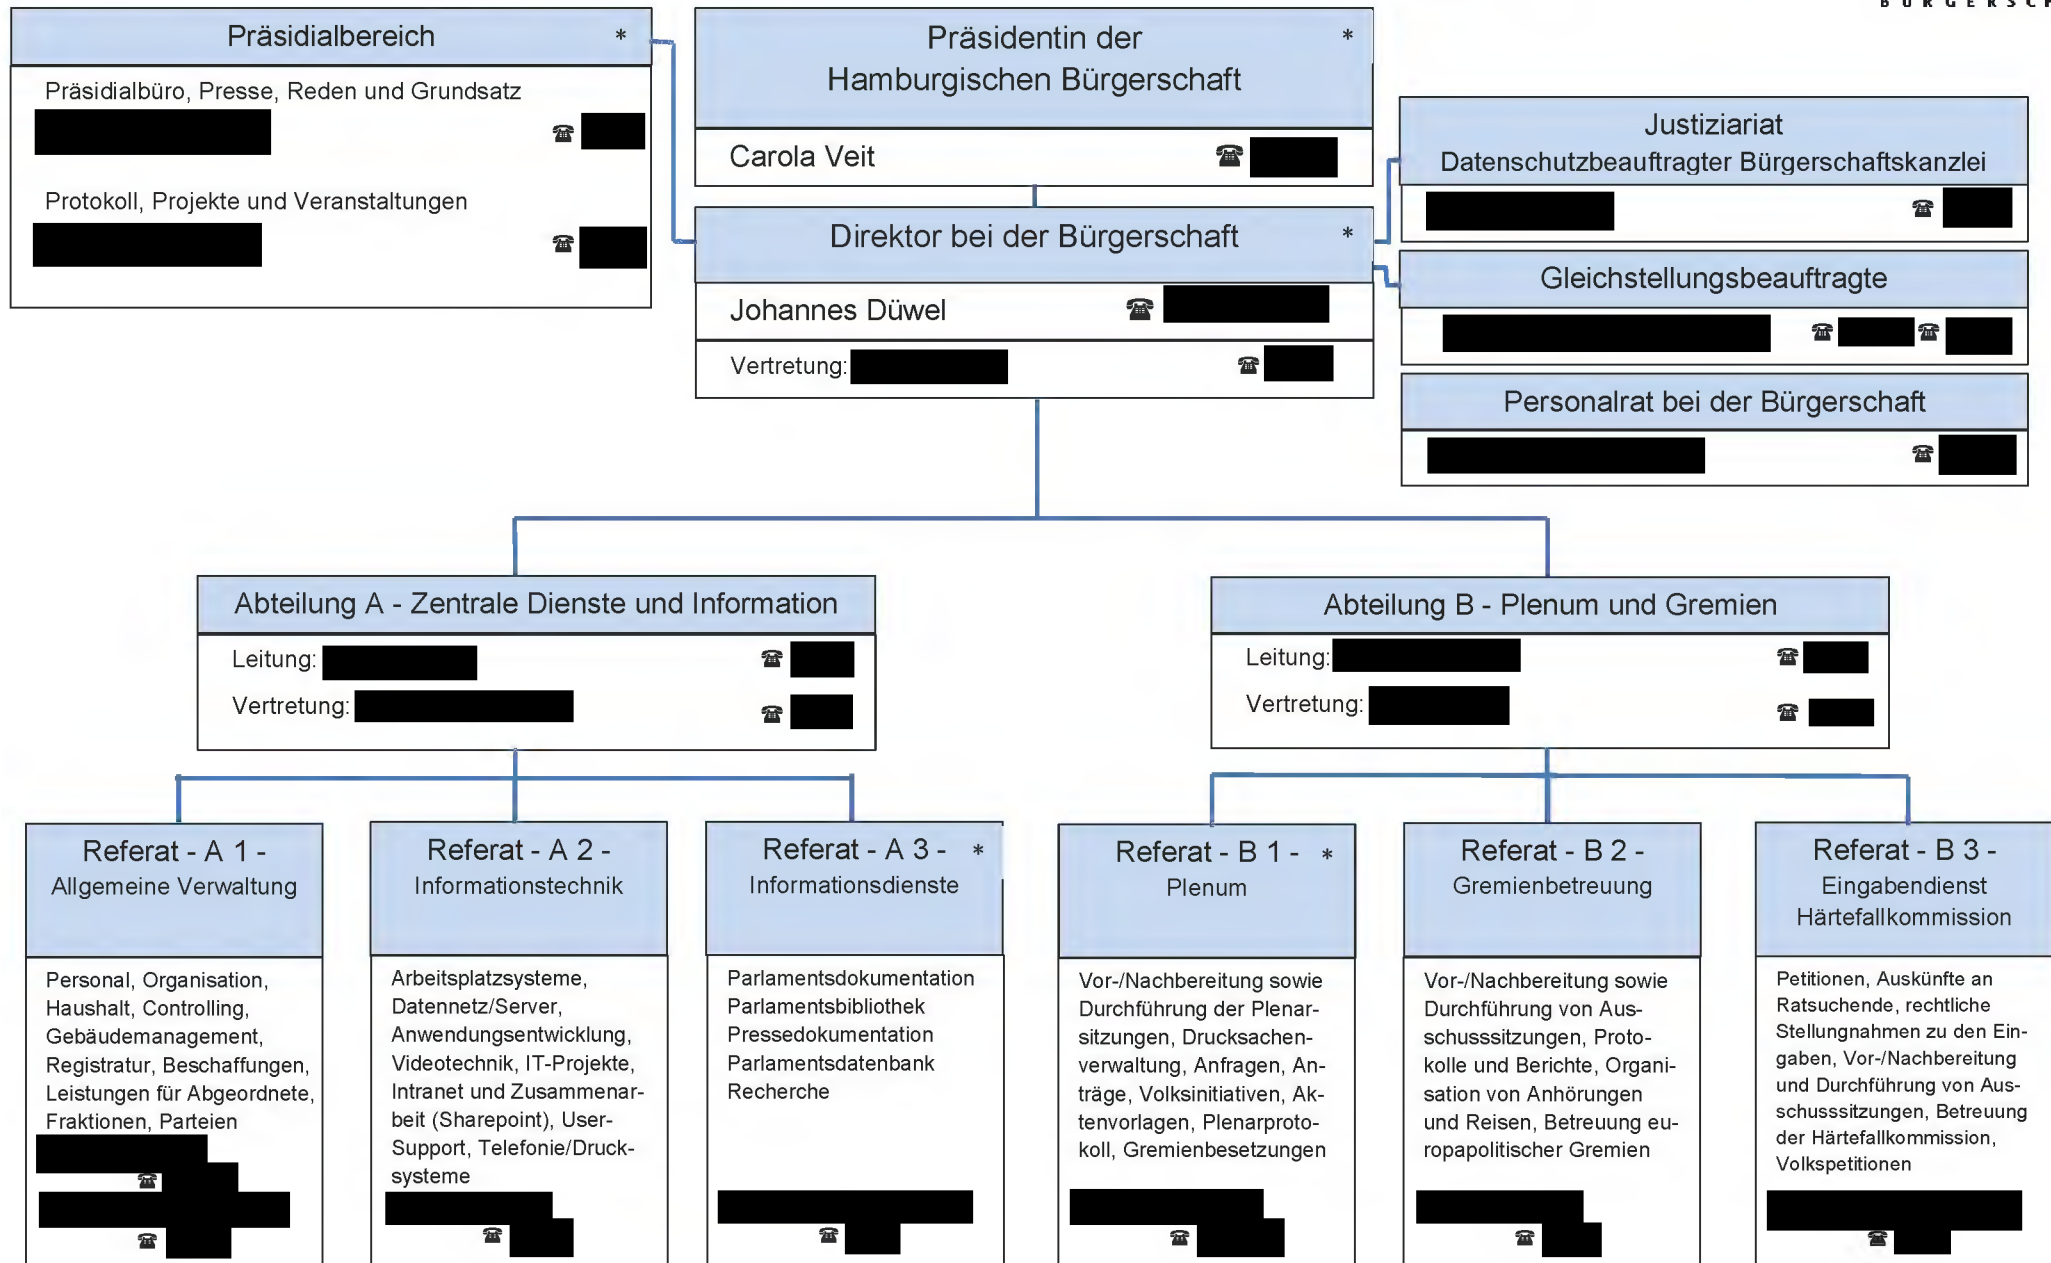 Präsidialbereich *
Präsidialbüro, Presse, Reden und Grundsatz
Protokoll, Projekte und Veranstaltungen
Präsidentin der *
Hamburgischen Bürgerschaft
Carola Veit
Direktor bei der Bürgerschaft *
Johannes Düwel
Vertretung:
Justiziariat
Datenschutzbeauftragter Bürgerschaftskanzlei
Gleichstellungsbeauftragte
Personalrat bei der Bürgerschaft
Abteilung A - Zentrale Dienste und Information
Leitung:
Vertretung:
Abteilung B - Plenum und Gremien
Leitung:
Vertretung:
Referat - A 1 -
Allgemeine Verwaltung
Personal, Organisation,
Haushalt, Controlling,
Gebäudemanagement,
Registratur, Beschaffungen,
Leistungen für Abgeordnete,
Fraktionen, Parteien
Referat - A 2 -
Informationstechnik
Arbeitsplatzsysteme,
Datennetz/Server,
Anwendungsentwicklung,
Videotechnik, IT-Projekte,
Intranet und Zusammenar-
beit (Sharepoint), User-
Support, Telefonie/Druck-
systeme
Referat - A 3 - *
Informationsdienste
Parlamentsdokumentation
Parlamentsbibliothek
Pressedokumentation
Parlamentsdatenbank
Recherche
Referat - B 1 - *
Plenum
Vor-/Nachbereitung sowie
Durchführung der Plenar-
sitzungen, Drucksachen-
verwaltung, Anfragen, An-
träge, Volksinitiativen, Ak-
tenvorlagen, Plenarproto-
koll, Gremienbesetzungen
Referat - B 2 -
Gremienbetreuung
Vor-/Nachbereitung sowie
Durchführung von Aus-
schusssitzungen, Proto-
kolle und Berichte, Organi-
sation von Anhörungen
und Reisen, Betreuung eu-
ropapolitischer Gremien
Referat - B 3 -
Eingabendienst
Härtefallkommission
Petitionen, Auskünfte an
Ratsuchende, rechtliche
Stellungnahmen zu den Ein-
gaben, Vor-/Nachbereitung
und Durchführung von Aus-
schusssitzungen, Betreuung
der Härtefallkommission,
Volkspetitionen